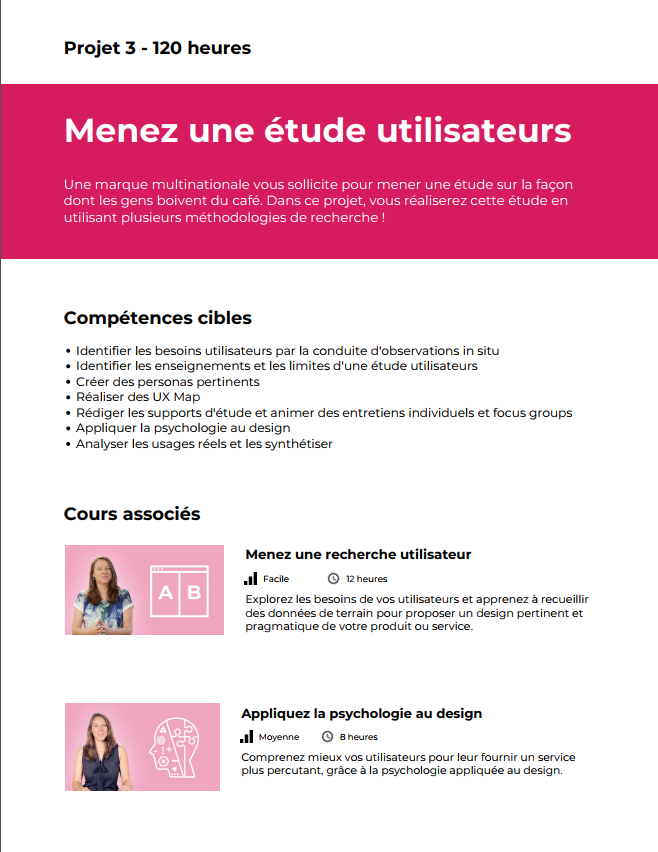 Projet 3 - 120 heures
Menez une étude utilisateurs
Une marque multinationale vous sollicite pour mener une étude sur la façon
dont les gens boivent du café. Dans ce projet, vous réaliserez cette étude en
utilisant plusieurs méthodologies de recherche !
Compétences cibles
• Identifier les besoins utilisateurs par la conduite d'observations in situ
• Identifier les enseignements et les limites d'une étude utilisateurs
• Créer des personas pertinents
• Réaliser des UX Map
• Rédiger les supports d'étude et animer des entretiens individuels et focus groups
• Appliquer la psychologie au design
• Analyser les usages réels et les synthétiser
Cours associés
A B
Menez une recherche utilisateur
Facile 12 heures
Explorez les besoins de vos utilisateurs et apprenez à recueillir
des données de terrain pour proposer un design pertinent et
pragmatique de votre produit ou service.
Appliquez la psychologie au design
Moyenne 8 heures
Comprenez mieux vos utilisateurs pour leur fournir un service
plus percutant, grâce à la psychologie appliquée au design.